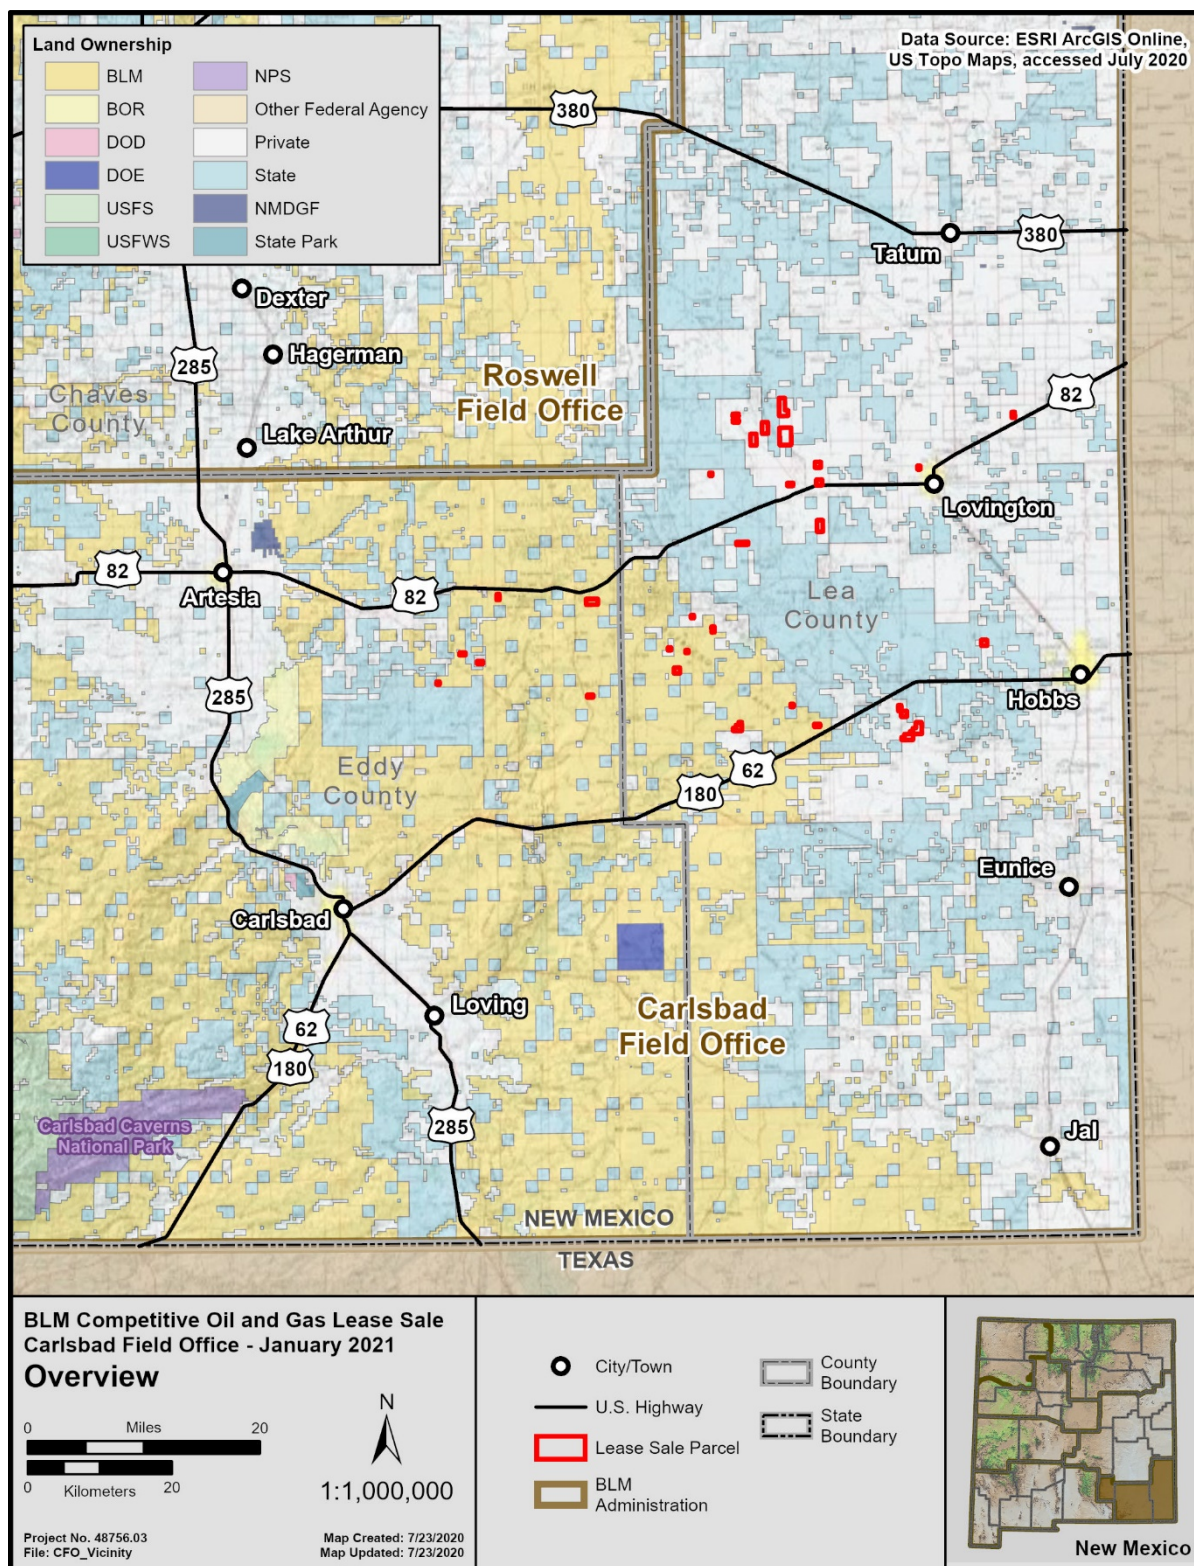 Land Ownership
BLM
BOR
DOD
DOE
USFS
USFWS
NPS
Other Federal Agency
Private
State
NMDGF
State Park
Data Source: ESRI ArcGIS Online,
US Topo Maps, accessed July 2020
380
Tatum
380
Dexter
Hagerman
285
Chaves
County
Lake Arthur
Roswell
Field Office
82
Lovington
82
Artesia
82
Lea
County
285
Hobbs
Eddy
County
62
180
Eunice
Carlsbad
Loving
Carlsbad
Field Office
62
180
285
Carlsbad Caverns
National Park
Jal
NEW MEXICO
TEXAS
BLM Competitive Oil and Gas Lease Sale
Carlsbad Field Office - January 2021
Overview
0 Miles 20
0 Kilometers 20
N
1:1,000,000
Project No. 48756.03
File: CFO_Vicinity
Map Created: 7/23/2020
Map Updated: 7/23/2020
City/Town
U.S. Highway
Lease Sale Parcel
BLM
Administration
County
Boundary
State
Boundary
New Mexico